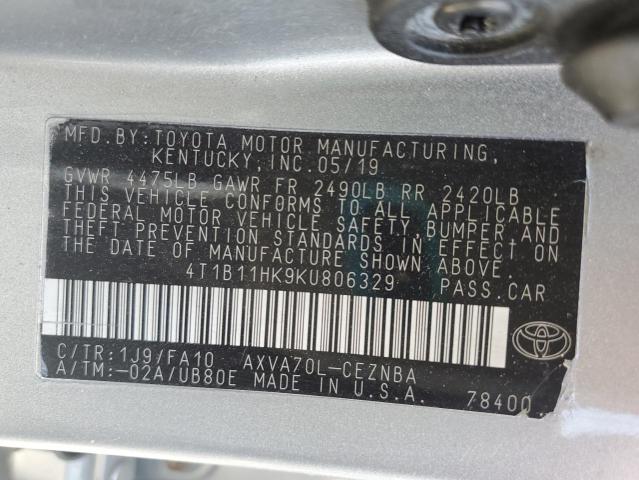 MFD. BY: TOYOTA MOTOR MANUFACTURING,
KENTUCKY, INC. 05/19
GVWR 4475LB GAWR FR 2490LB RR 2420LB
THIS VEHICLE CONFORMS TO ALL APPLICABLE
FEDERAL MOTOR VEHICLE SAFETY, BUMPER AND
THEFT PREVENTION STANDARDS IN EFFECT ON
THE DATE OF MANUFACTURE SHOWN ABOVE.
4T1B11HK9KU806329 PASS.CAR
C/TR:1J9/FA10 AXVA70L-CEZNBA
A/TM:-02A/UB80E MADE IN U.S.A. 78400